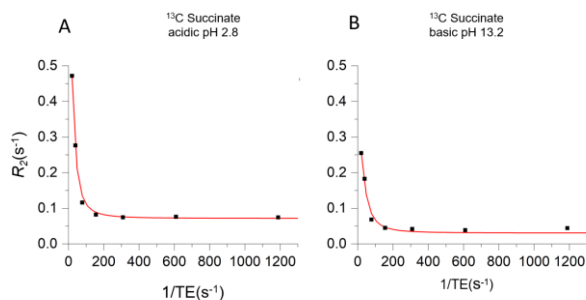 A
¹³C Succinate
acidic pH 2.8
R₂(s⁻¹)
0.5
0.4
0.3
0.2
0.1
0.0
0 200 400 600 800 1000 1200
1/TE(s⁻¹)
B
¹³C Succinate
basic pH 13.2
0.5
0.4
0.3
0.2
0.1
0.0
0 200 400 600 800 1000 1200
1/TE(s⁻¹)